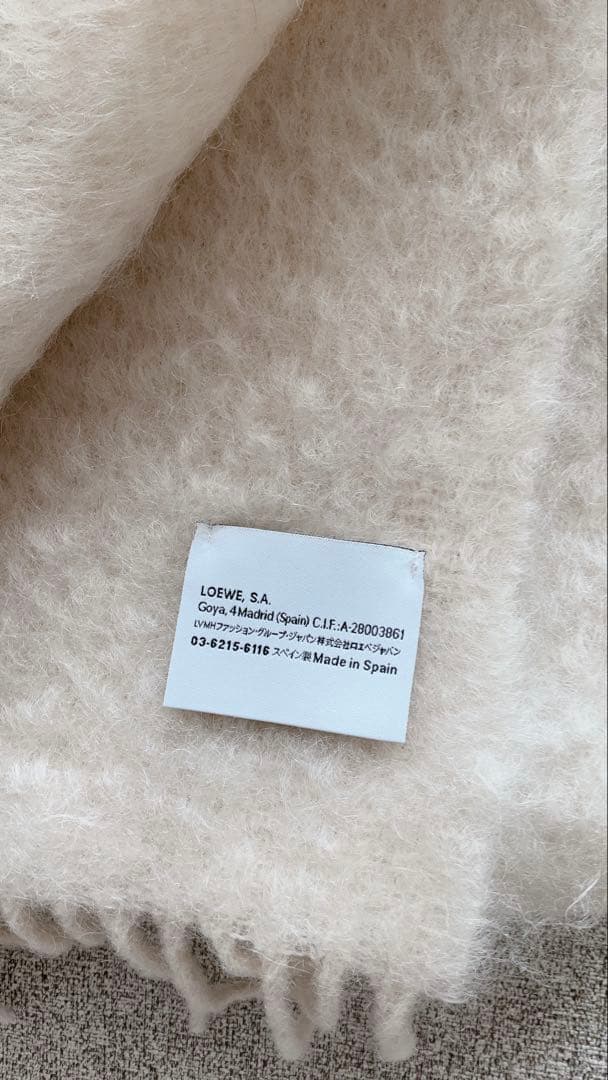 LOEWE, S.A.
Goya, 4 Madrid (Spain) C.I.F.:A-28003861
LVMHファッション・グループ・ジャパン株式会社ロエベジャパン
03-6215-6116 スペイン製 Made in Spain